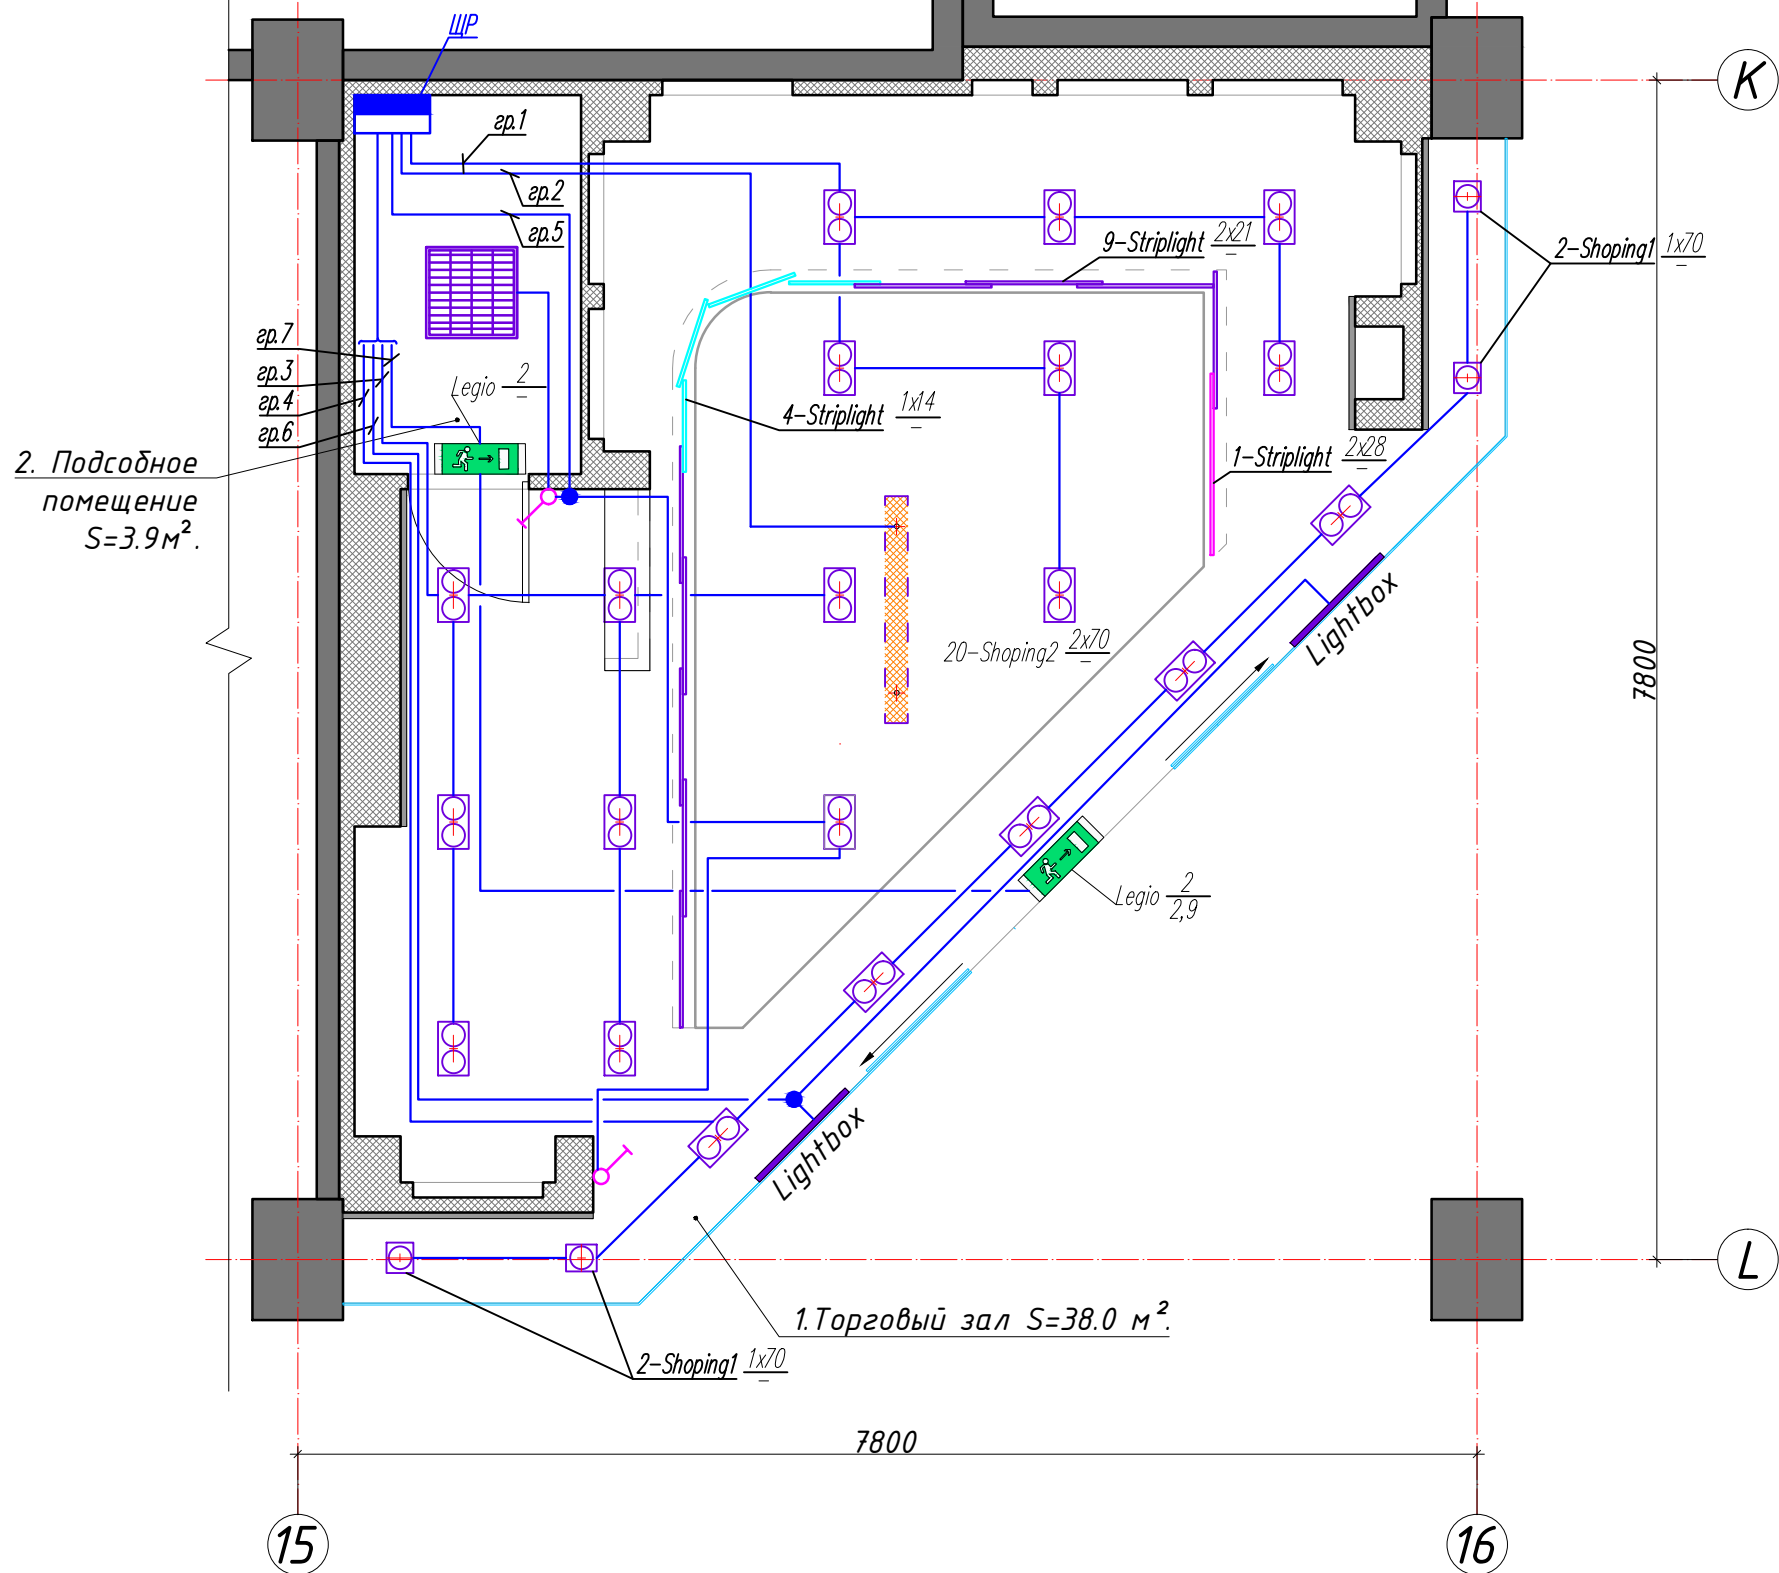 ЩР
К
гр.1
гр.2
гр.5
9-Striplight 2x21
–
2-Shoping1 1x70
–
гр.7
гр.3
гр.4
гр.6
Legio 2
–
4-Striplight 1x14
–
1-Striplight 2x28
–
2. Подсобное
помещение
S=3.9м².
Lightbox
20-Shoping2 2x70
–
7800
Legio 2
2,9
Lightbox
L
1.Торговый зал S=38.0 м².
2-Shoping1 1x70
–
7800
15
16